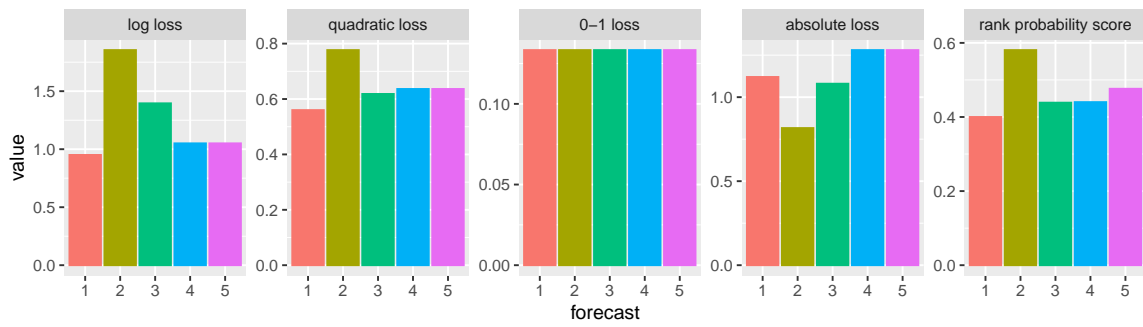 log loss
quadratic loss
0−1 loss
absolute loss
rank probability score
value
0.0
0.5
1.0
1.5
1 2 3 4 5
0.0
0.2
0.4
0.6
0.8
1 2 3 4 5
0.00
0.05
0.10
1 2 3 4 5
0.0
0.5
1.0
1 2 3 4 5
0.0
0.2
0.4
0.6
1 2 3 4 5
forecast